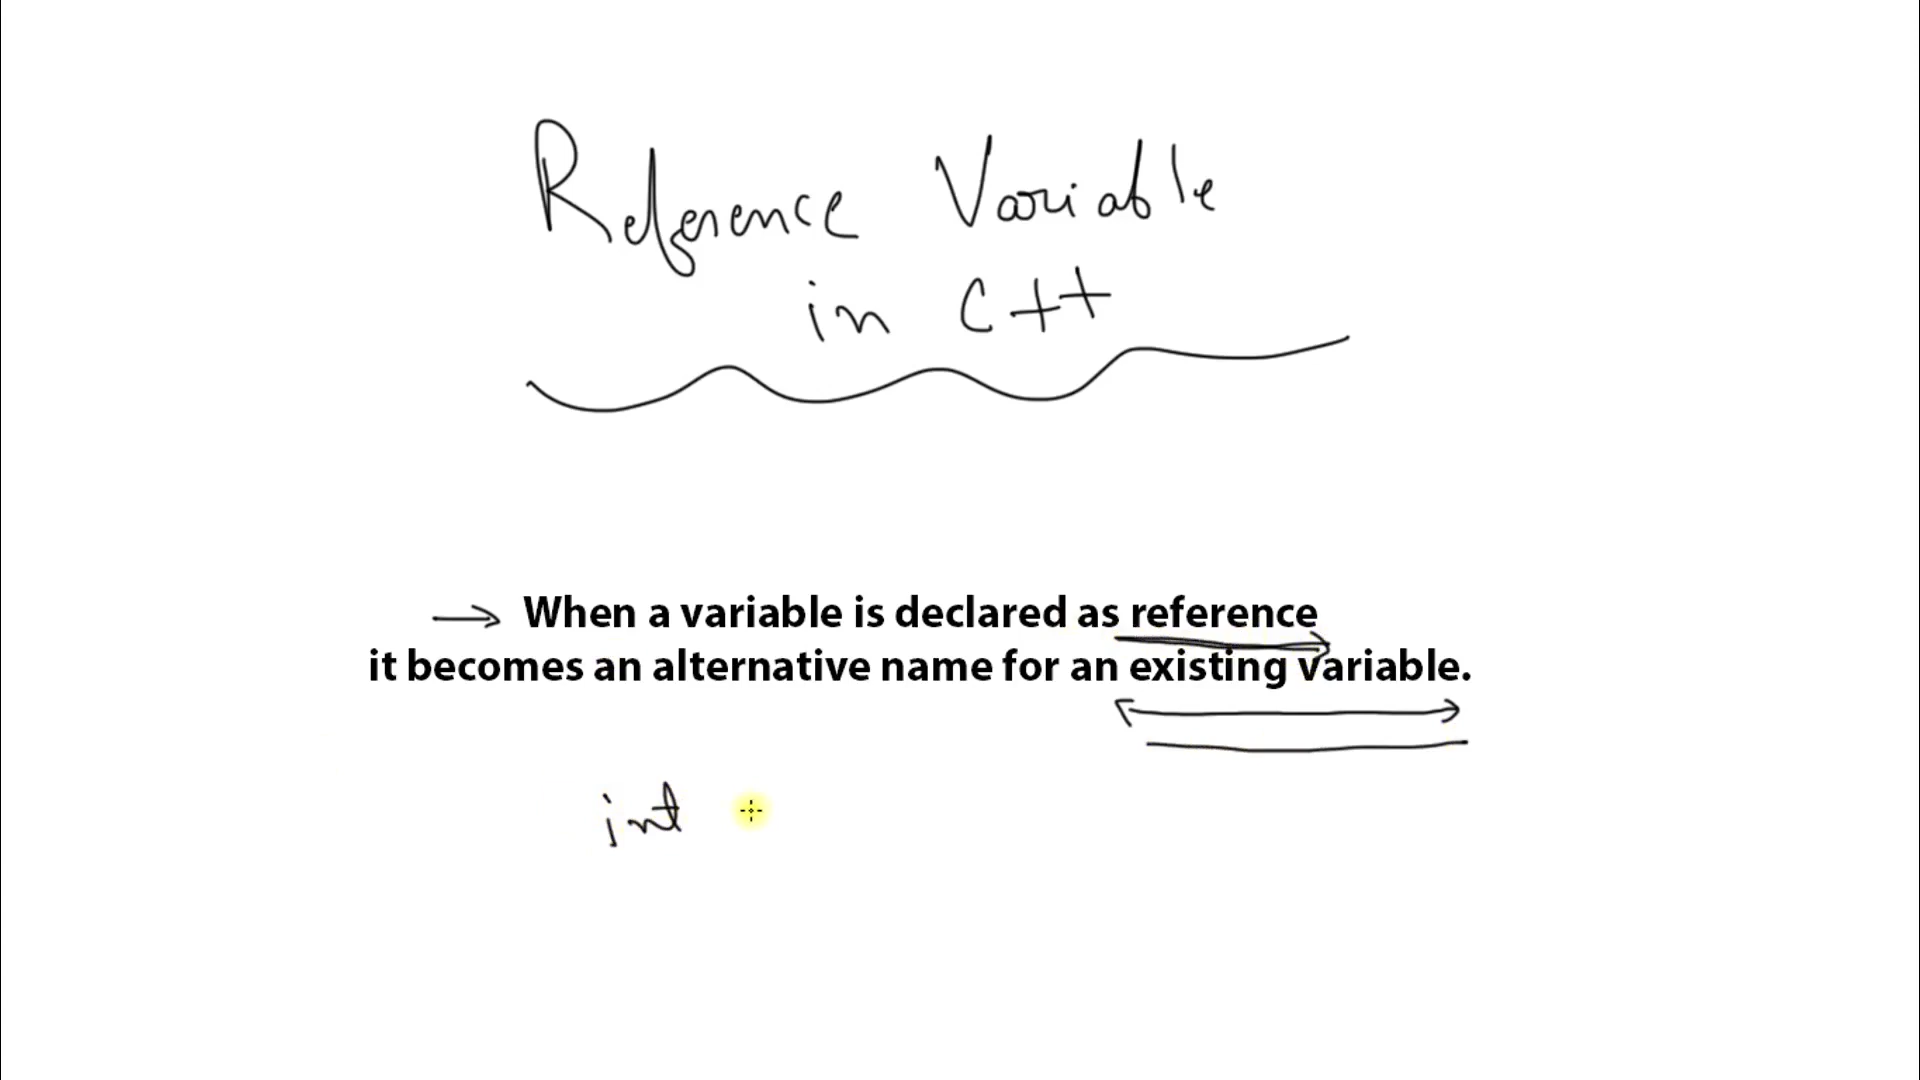 Reference Variable
in C++
When a variable is declared as reference
it becomes an alternative name for an existing variable.
int